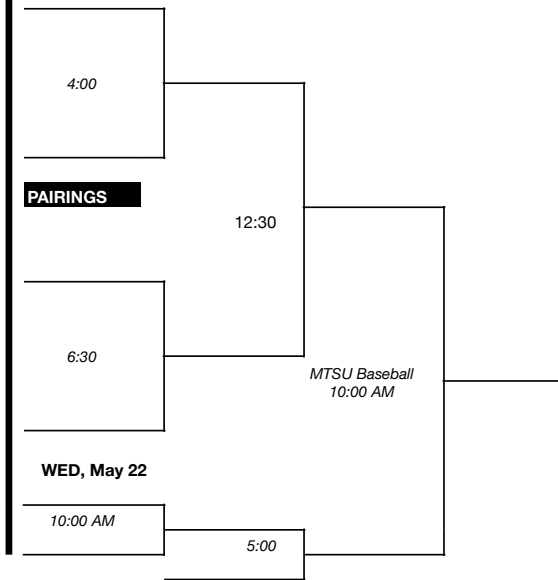 4:00
PAIRINGS
12:30
6:30
MTSU Baseball
10:00 AM
WED, May 22
10:00 AM
5:00